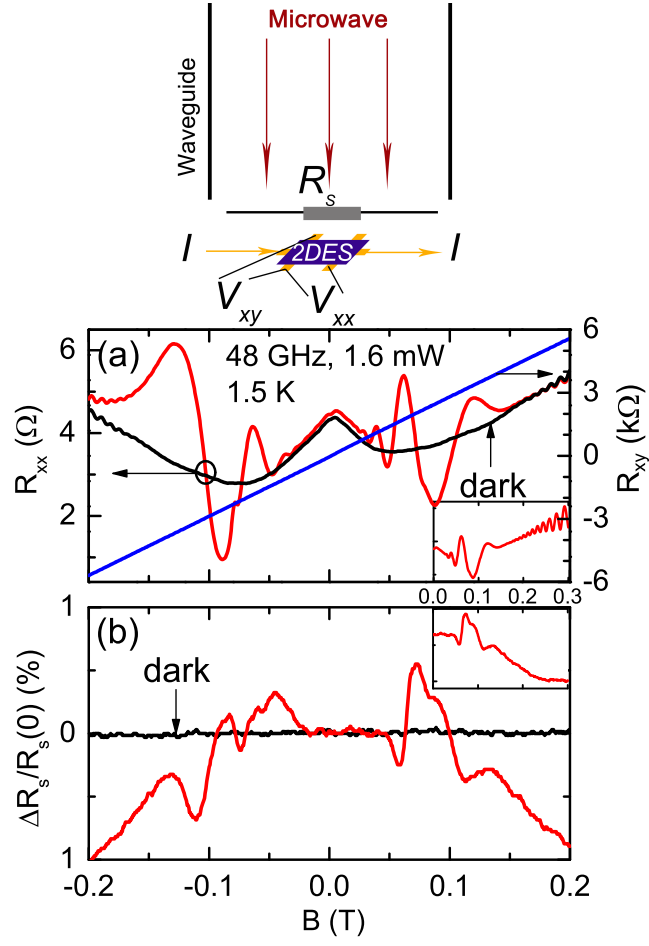 Microwave
Waveguide
R_s
I 2DES I
V_xy V_xx
(a) 48 GHz, 1.6 mW
1.5 K
dark
R_xx (Ω)
6
4
2
R_xy (kΩ)
6
3
0
-3
-6
0.0 0.1 0.2 0.3
(b)
dark
ΔR_s/R_s(0) (%)
1
0
1
-0.2 -0.1 0.0 0.1 0.2
B (T)